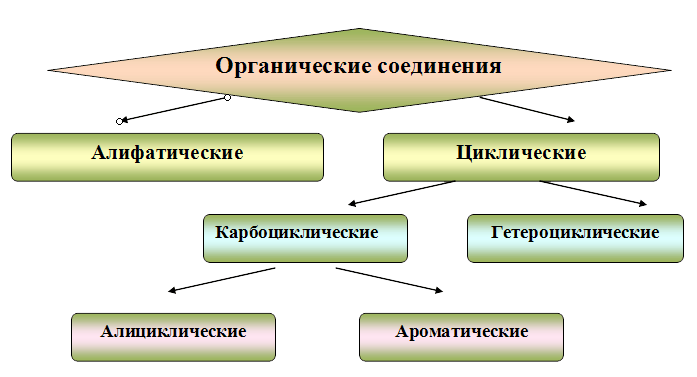 Органические соединения
Алифатические
Циклические
Карбоциклические
Гетероциклические
Алициклические
Ароматические